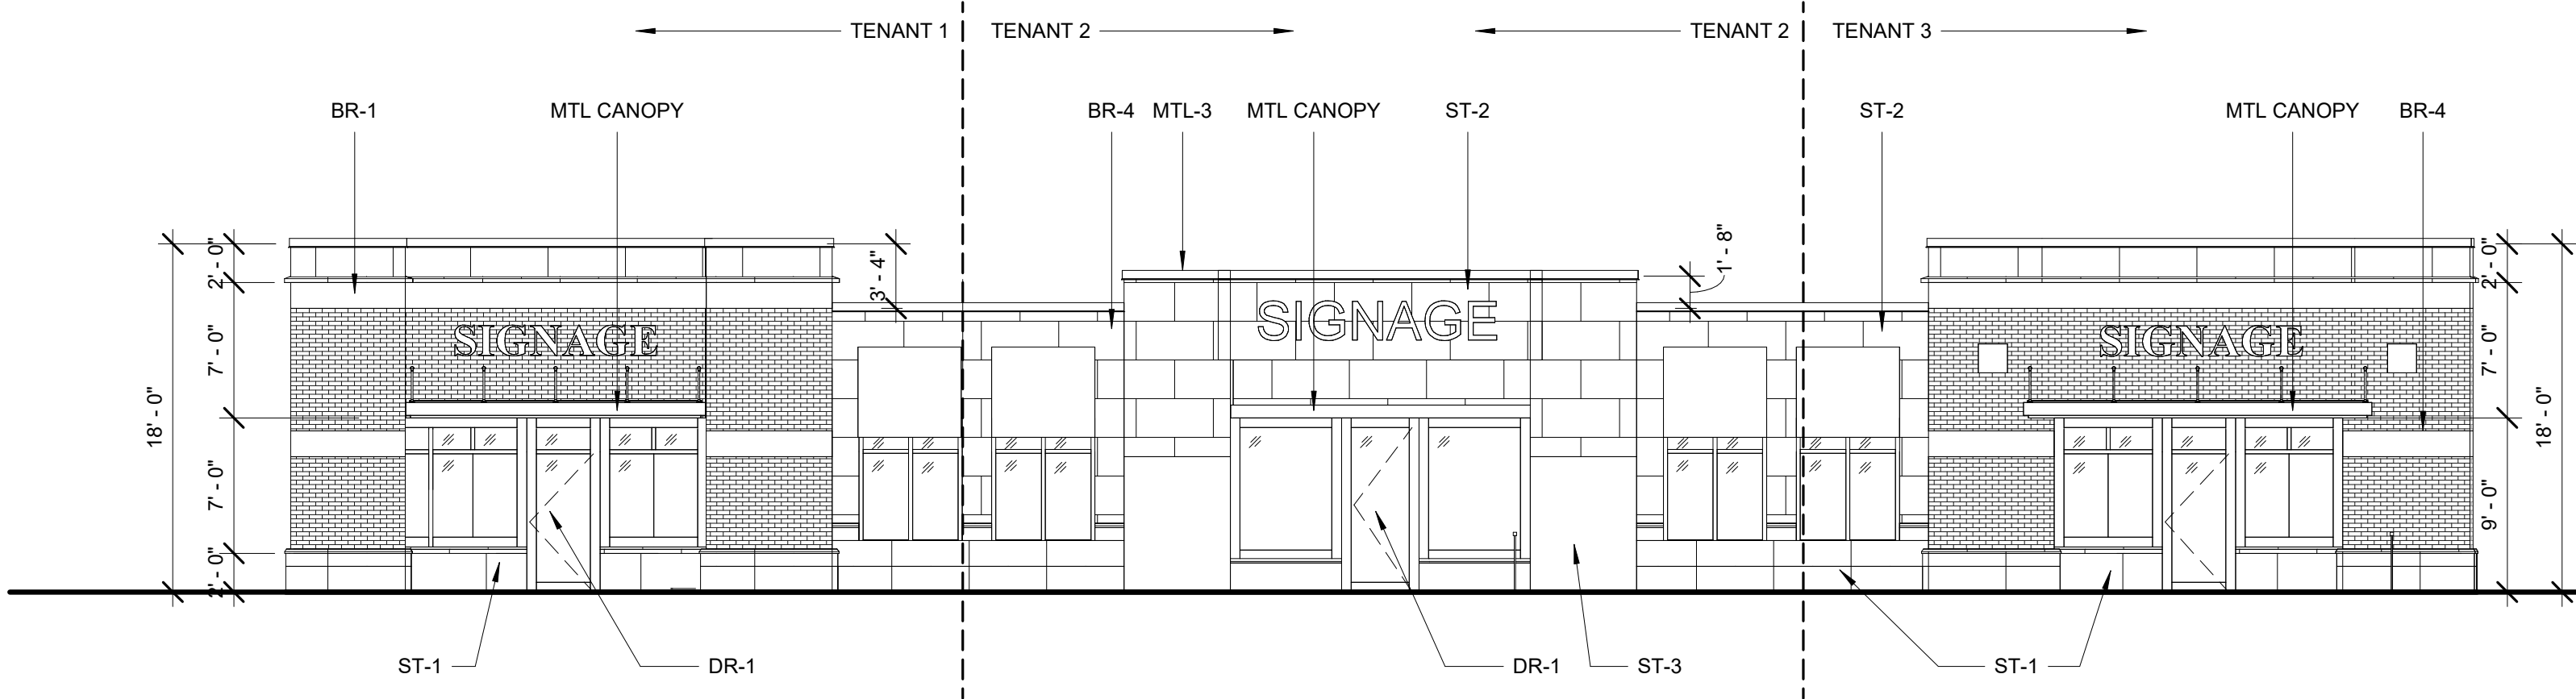 TENANT 1 TENANT 2 TENANT 2 TENANT 3
BR-1 MTL CANOPY BR-4 MTL-3 MTL CANOPY ST-2 ST-2 MTL CANOPY BR-4
18' - 0"
2' - 0"
7' - 0"
7' - 0"
2' - 0"
SIGNAGE
3' - 4"
SIGNAGE
1' - 8"
SIGNAGE
2' - 0"
7' - 0"
9' - 0"
18' - 0"
ST-1 DR-1 DR-1 ST-3 ST-1